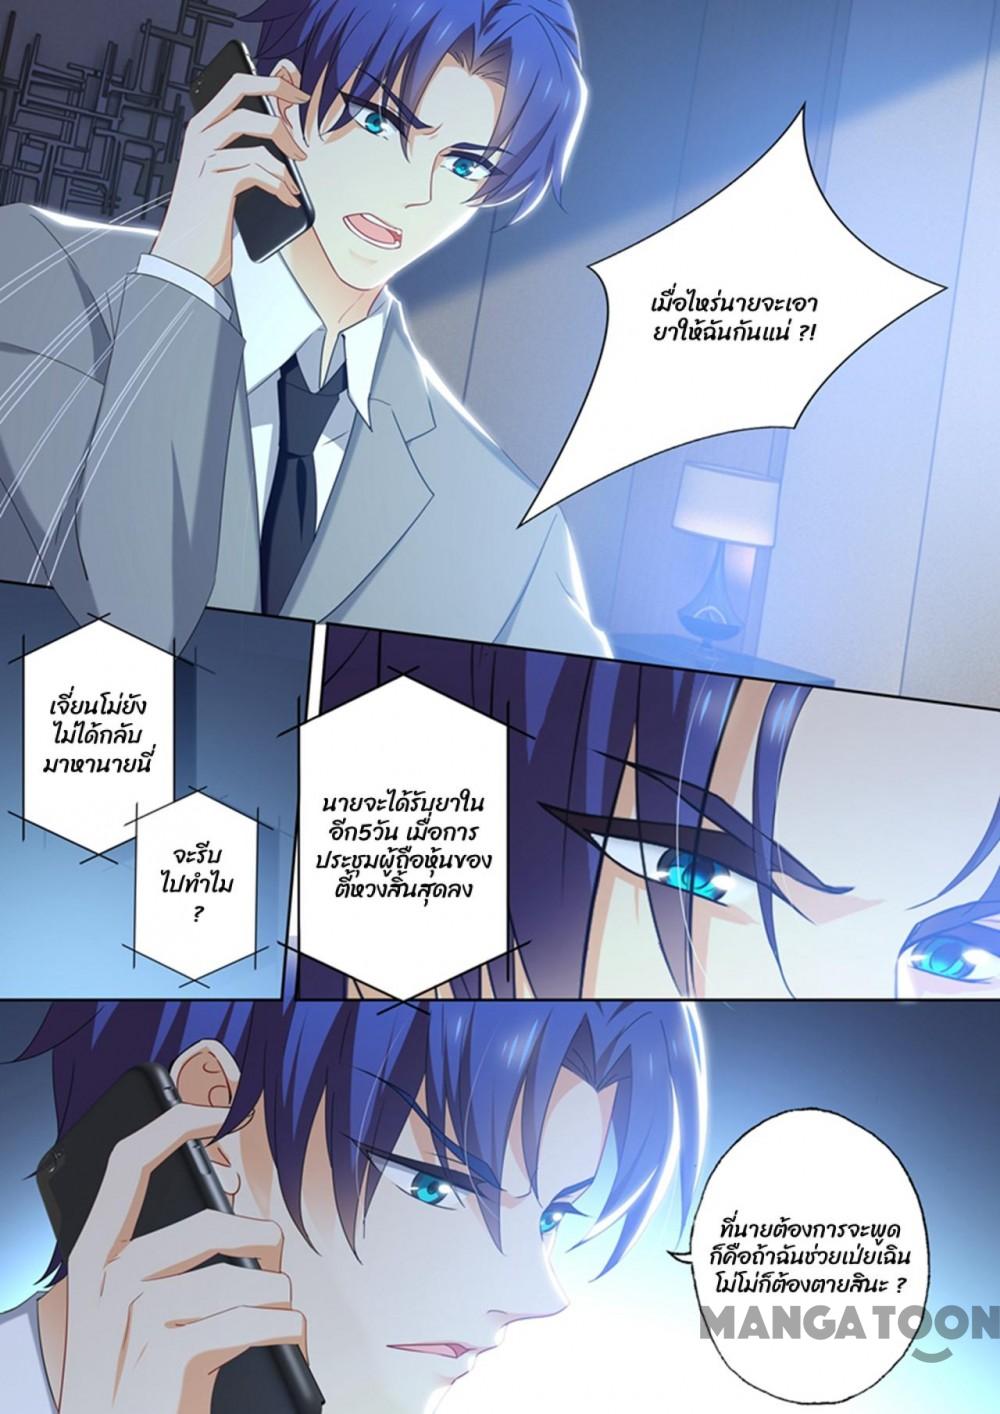 เมื่อไหร่นายจะเอา
ยาให้ฉันกันแน่ ?!
เจี่ยนโม่ยัง
ไม่ได้กลับ
มาหานายนี่
จะรีบ
ไปทำไม
?
นายจะได้รับยาใน
อีก5วัน เมื่อการ
ประชุมผู้ถือหุ้นของ
ตี้หวงสิ้นสุดลง
ที่นายต้องการจะพูด
ก็คือถ้าฉันช่วยเป่ยเฉิน
โม่โม่ก็ต้องตายสินะ ?
MANGATOON